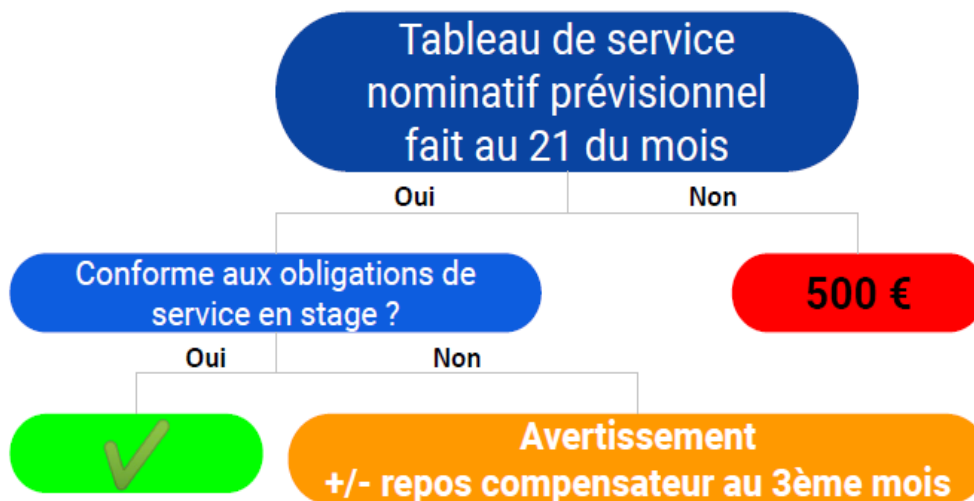 Tableau de service
nominatif prévisionnel
fait au 21 du mois
Oui
Non
Conforme aux obligations de
service en stage ?
500 €
Oui
Non
Avertissement
+/- repos compensateur au 3ème mois